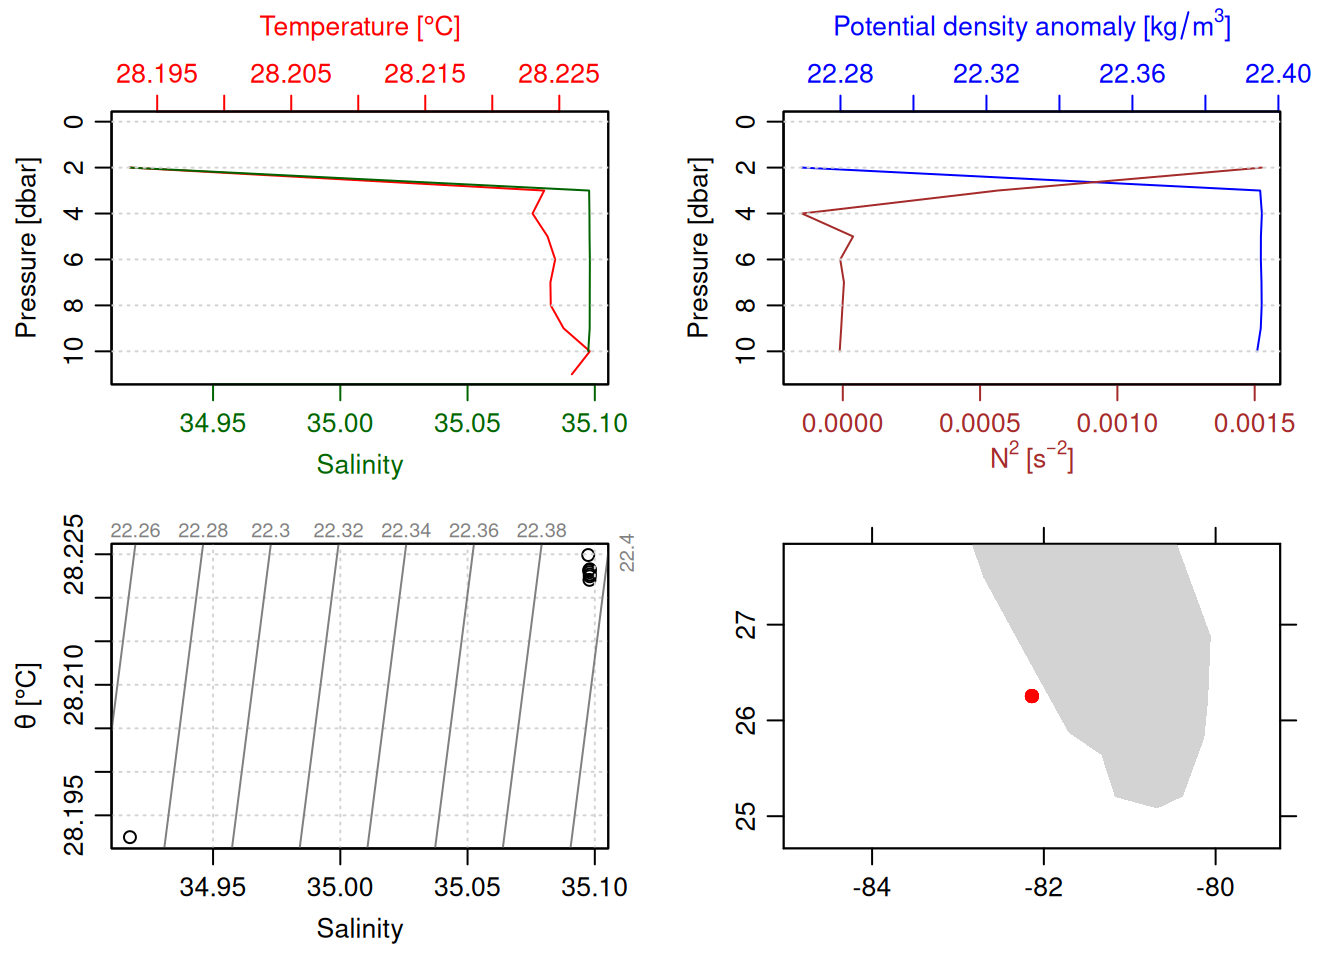 Temperature [°C]
28.195 28.205 28.215 28.225
Pressure [dbar]
0
2
4
6
8
10
34.95 35.00 35.05 35.10
Salinity
Potential density anomaly [kg/m³]
22.28 22.32 22.36 22.40
Pressure [dbar]
0
2
4
6
8
10
0.0000 0.0005 0.0010 0.0015
N² [s⁻²]
22.26 22.28 22.3 22.32 22.34 22.36 22.38 22.4
θ [°C]
28.225
28.210
28.195
34.95 35.00 35.05 35.10
Salinity
27
26
25
-84 -82 -80